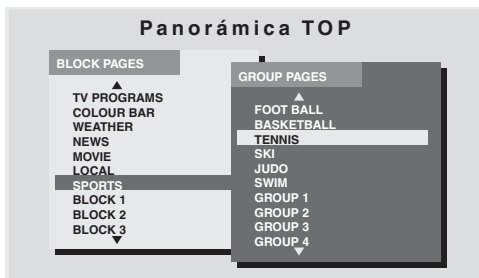 Panorámica TOP
BLOCK PAGES
TV PROGRAMS
COLOUR BAR
WEATHER
NEWS
MOVIE
LOCAL
SPORTS
BLOCK 1
BLOCK 2
BLOCK 3
GROUP PAGES
FOOT BALL
BASKETBALL
TENNIS
SKI
JUDO
SWIM
GROUP 1
GROUP 2
GROUP 3
GROUP 4